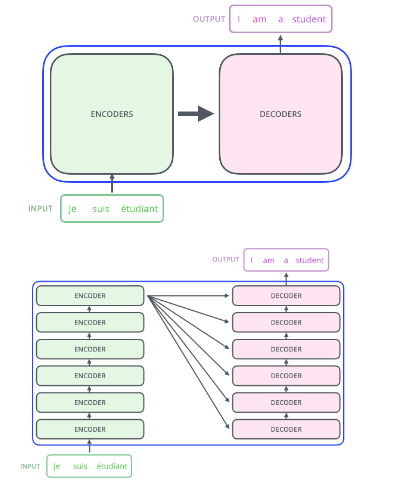 OUTPUT I am a student
ENCODERS DECODERS
INPUT Je suis étudiant
OUTPUT I am a student
ENCODER DECODER
ENCODER DECODER
ENCODER DECODER
ENCODER DECODER
ENCODER DECODER
ENCODER DECODER
INPUT Je suis étudiant